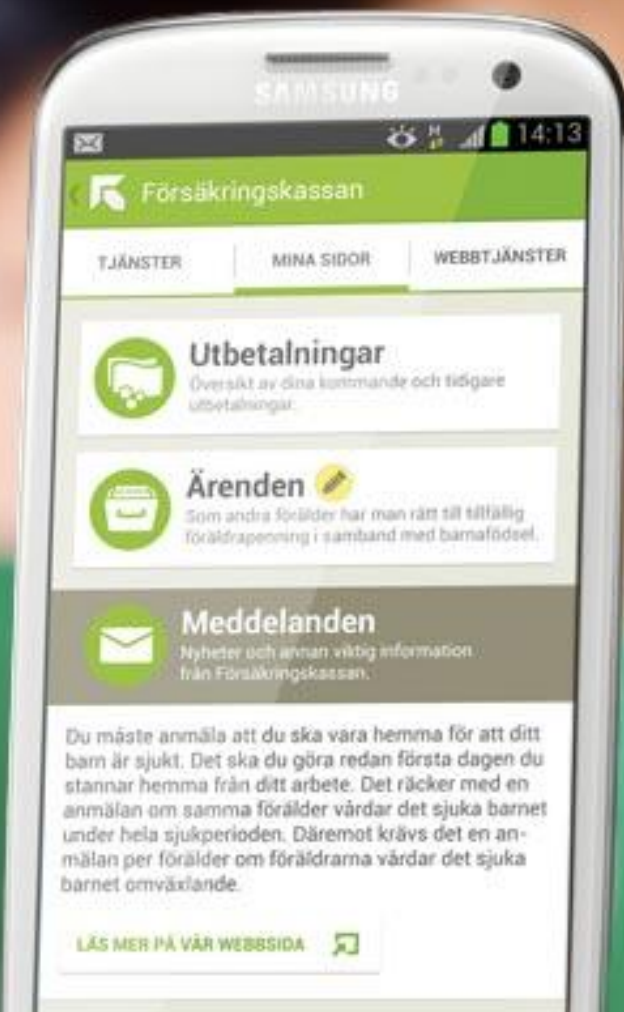 SAMSUNG
H 14:13
Försäkringskassan
TJÄNSTER MINA SIDOR WEBBTJÄNSTER
Utbetalningar
Översikt av dina kommande och tidigare
utbetalningar.
Ärenden
Som andra förälder har man rätt till tillfällig
föräldrapenning i samband med barnafödsel.
Meddelanden
Nyheter och annan viktig information
från Försäkringskassan.
Du måste anmäla att du ska vara hemma för att ditt
barn är sjukt. Det ska du göra redan första dagen du
stannar hemma från ditt arbete. Det räcker med en
anmälan om samma förälder vårdar det sjuka barnet
under hela sjukperioden. Däremot krävs det en an-
mälan per förälder om föräldrarna vårdar det sjuka
barnet omväxlande.
LÄS MER PÅ VÅR WEBBSIDA